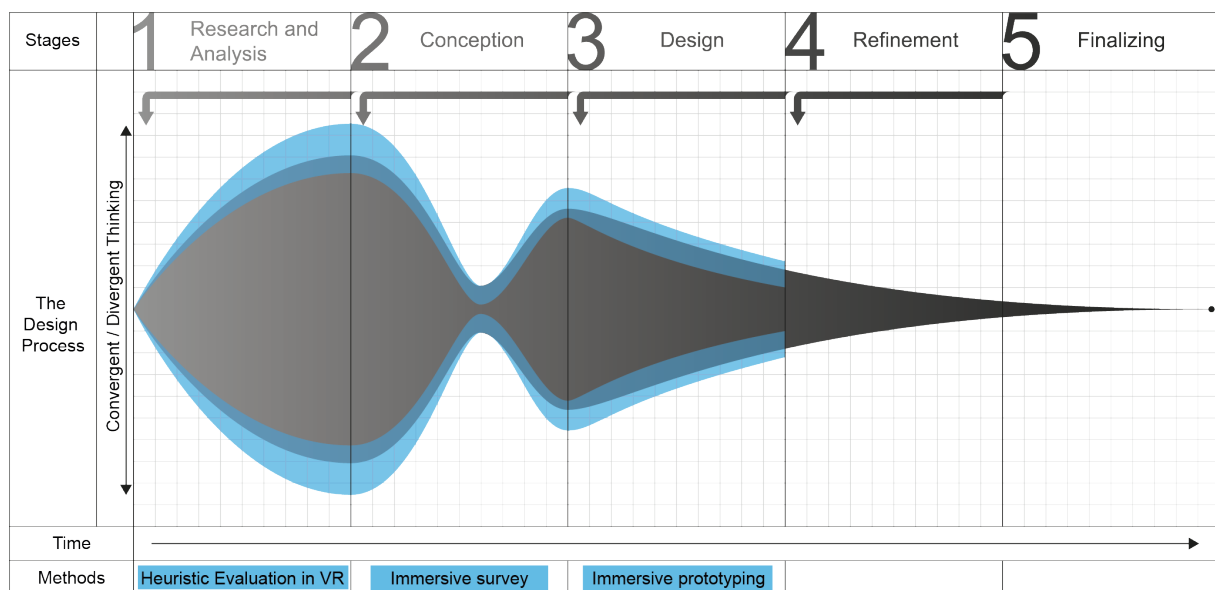 Stages
1
Research and
Analysis
2
Conception
3
Design
4
Refinement
5
Finalizing
The
Design
Process
Convergent / Divergent Thinking
Time
Methods
Heuristic Evaluation in VR
Immersive survey
Immersive prototyping